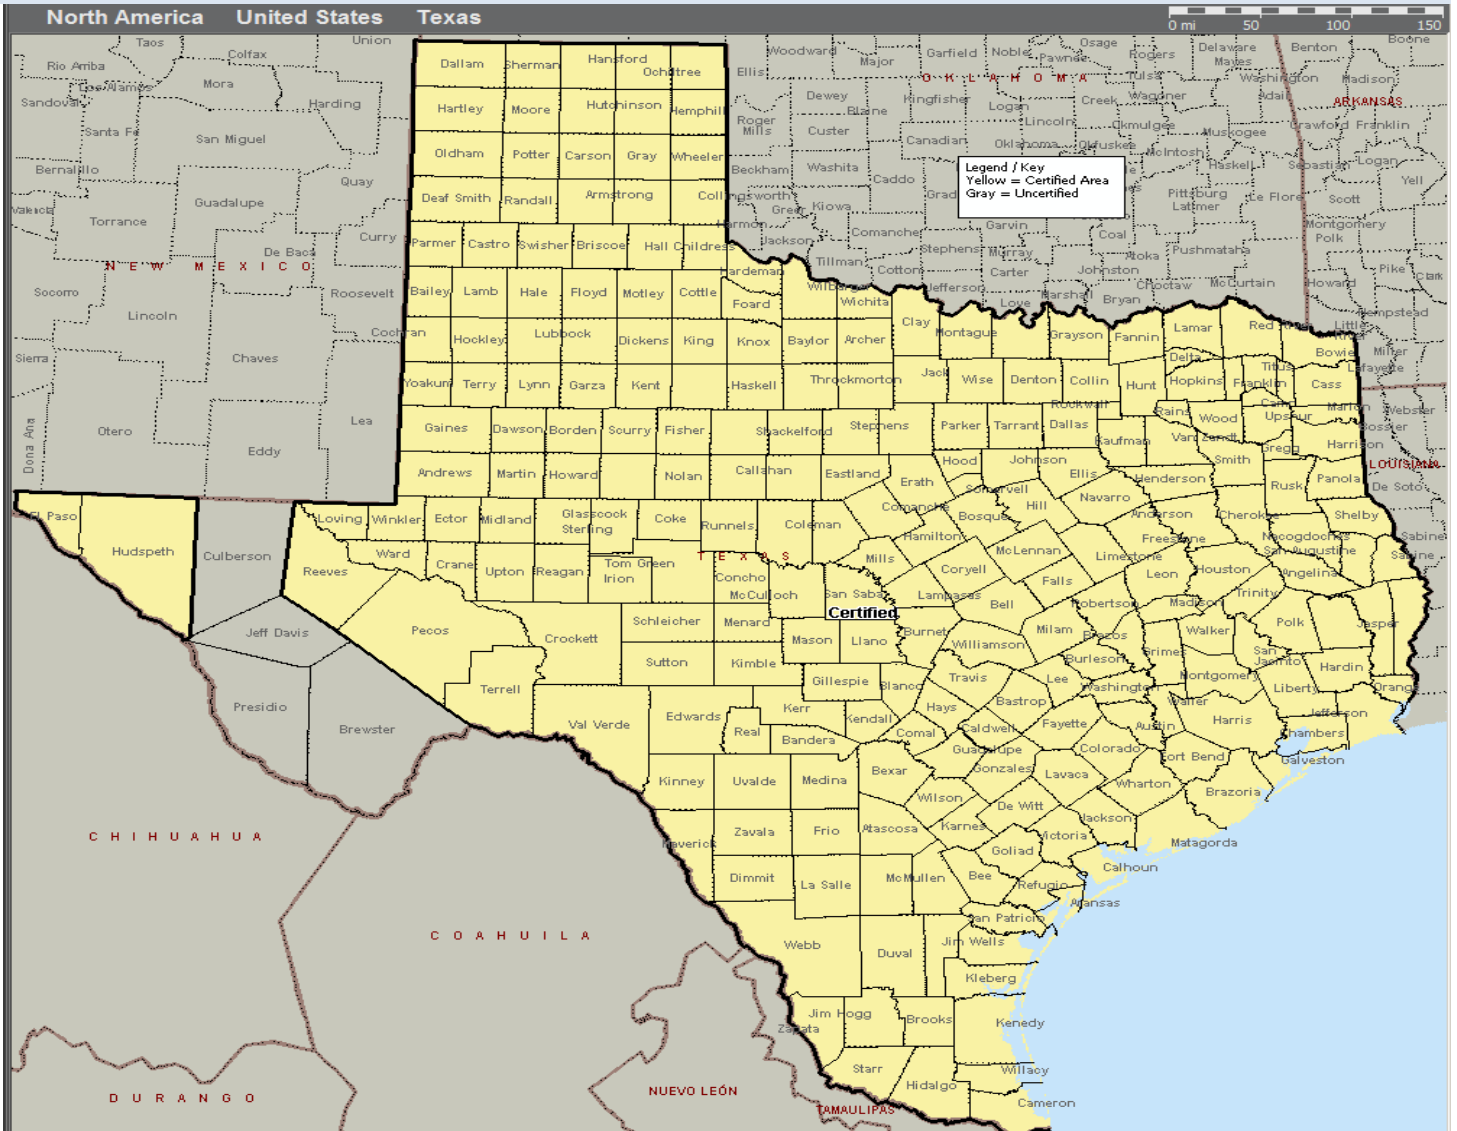 North America United States Texas
0 mi 50 100 150
Taos Colfax Union
Rio Arriba Los Alamos Mora
Sandoval Harding
Santa Fe San Miguel
Bernalillo Quay
Valencia Guadalupe
Torrance Curry
De Baca
NEW MEXICO
Socorro Roosevelt
Lincoln
Sierra Chaves
Dona Ana Otero Lea
Eddy
Woodward Major Garfield Noble Osage Pawnee Rogers Delaware Mayes Benton Boone
Ellis OKLAHOMA Tulsa Washington Madison
Dewey Blaine Kingfisher Logan Creek Wagoner Adair ARKANSAS
Roger Mills Custer Canadian Lincoln Okmulgee Muskogee Crawford Franklin
Oklahoma Okfuskee McIntosh
Beckham Washita Caddo Haskell Sebastian Logan
Legend / Key
Yellow = Certified Area
Gray = Uncertified
Greer Kiowa Grad Pittsburg Latimer Le Flore Scott Yell
Harmon Jackson Comanche Garvin Coal Montgomery Polk
Tillman Stephens Murray Atoka Pushmataha
Cotton Carter Johnston Pike Clark
Jefferson Love Marshall Bryan Choctaw McCurtain Howard
Hempstead
Little River
Miller Lafayette
Webster
Bossier
LOUISIANA
De Soto
Sabine
Dallam Sherman Hansford Ochiltree
Hartley Moore Hutchinson Hemphill
Oldham Potter Carson Gray Wheeler
Deaf Smith Randall Armstrong Collingsworth
Parmer Castro Swisher Briscoe Hall Childress
Hardeman
Bailey Lamb Hale Floyd Motley Cottle Foard Wilbarger Wichita
Cochran Hockley Lubbock Dickens King Knox Baylor Archer Clay Montague Grayson Fannin Lamar Red River
Bowie
Yoakum Terry Lynn Garza Kent Haskell Throckmorton Jack Wise Denton Collin Hunt Delta Hopkins Franklin Titus Cass
Rockwall Rains Wood Camp Upshur Marion
Gaines Dawson Borden Scurry Fisher Shackelford Stephens Parker Tarrant Dallas Kaufman Van Zandt Gregg Harrison
Andrews Martin Howard Nolan Callahan Eastland Hood Johnson Ellis Smith
Erath Somervell Henderson Rusk Panola
El Paso Loving Winkler Ector Midland Glasscock Sterling Coke Runnels Coleman Comanche Bosque Hill Navarro Anderson Cherokee Shelby
Hudspeth Culberson Ward Hamilton Freestone Nacogdoches
San Augustine Sabine
Reeves Crane Upton Reagan Tom Green Irion TEXAS Concho Mills McLennan Limestone
McCulloch San Saba Coryell Falls Leon Houston Angelina
Lampasas Bell Robertson Madison Trinity
Certified
Jeff Davis Pecos Crockett Schleicher Menard Mason Llano Burnet Williamson Milam Brazos Walker Polk Jasper
Sutton Kimble Burleson Grimes San Jacinto Hardin
Terrell Gillespie Blanco Travis Lee Washington Montgomery Liberty Orange
Presidio Brewster Val Verde Edwards Kerr Kendall Hays Bastrop Waller
Real Bandera Comal Caldwell Fayette Austin Harris Jefferson
Chambers
Guadalupe Colorado Fort Bend Galveston
Kinney Uvalde Medina Bexar Gonzales Lavaca Wharton Brazoria
Wilson De Witt
Maverick Zavala Frio Atascosa Karnes Victoria Jackson Matagorda
Goliad
Dimmit La Salle McMullen Bee Refugio Calhoun
Aransas
San Patricio
Webb Duval Jim Wells
Kleberg
Zapata Jim Hogg Brooks Kenedy
Starr Hidalgo Willacy
Cameron
CHIHUAHUA
COAHUILA
DURANGO
NUEVO LEÓN
TAMAULIPAS